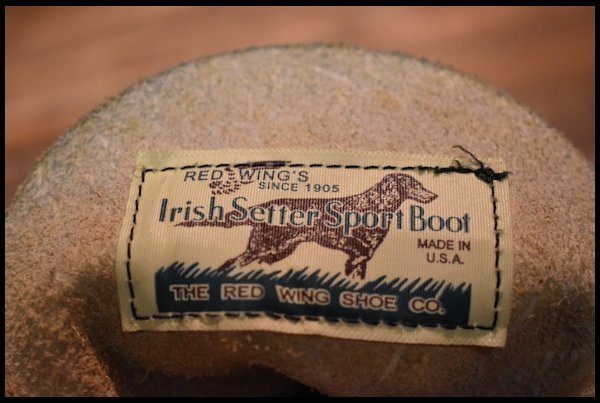 RED WING'S
SINCE 1905
Irish Setter Sport Boot
MADE IN
U.S.A.
THE RED WING SHOE CO.